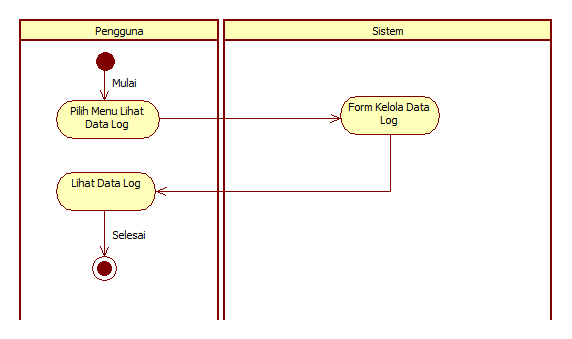 Pengguna
Sistem
Mulai
Pilih Menu Lihat
Data Log
Form Kelola Data
Log
Lihat Data Log
Selesai